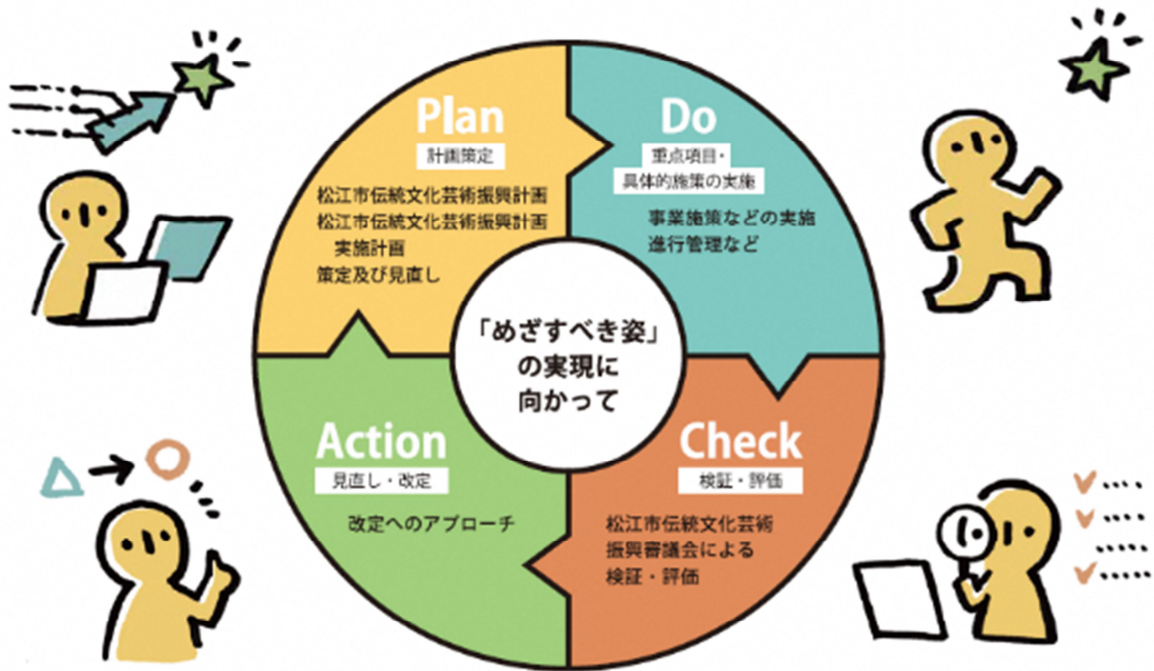 Plan
計画策定
松江市伝統文化芸術振興計画
松江市伝統文化芸術振興計画
実施計画
策定及び見直し
Do
重点項目・
具体的施策の実施
事業施策などの実施
進行管理など
「めざすべき姿」
の実現に
向かって
Action
見直し・改定
改定へのアプローチ
Check
検証・評価
松江市伝統文化芸術
振興審議会による
検証・評価